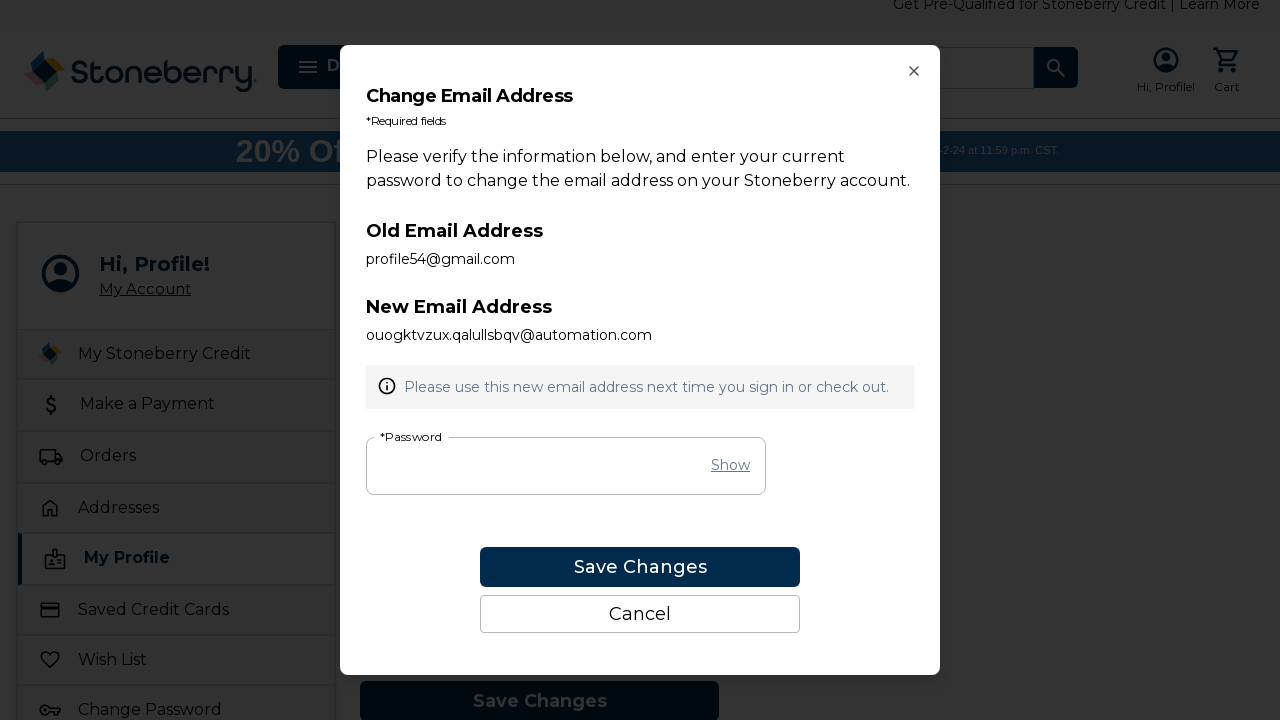 Get Pre-Qualified for Stoneberry Credit | Learn More
Stoneberry
D
Hi, Profile!
Cart
20% Of
-2-24 at 11:59 p.m. CST.
Hi, Profile!
My Account
My Stoneberry Credit
Make a Payment
Orders
Addresses
My Profile
Saved Credit Cards
Wish List
Change Password
×
Change Email Address
*Required fields
Please verify the information below, and enter your current
password to change the email address on your Stoneberry account.
Old Email Address
profile54@gmail.com
New Email Address
ouogktvzux.qalullsbqv@automation.com
Please use this new email address next time you sign in or check out.
*Password
Show
Save Changes
Cancel
Save Changes